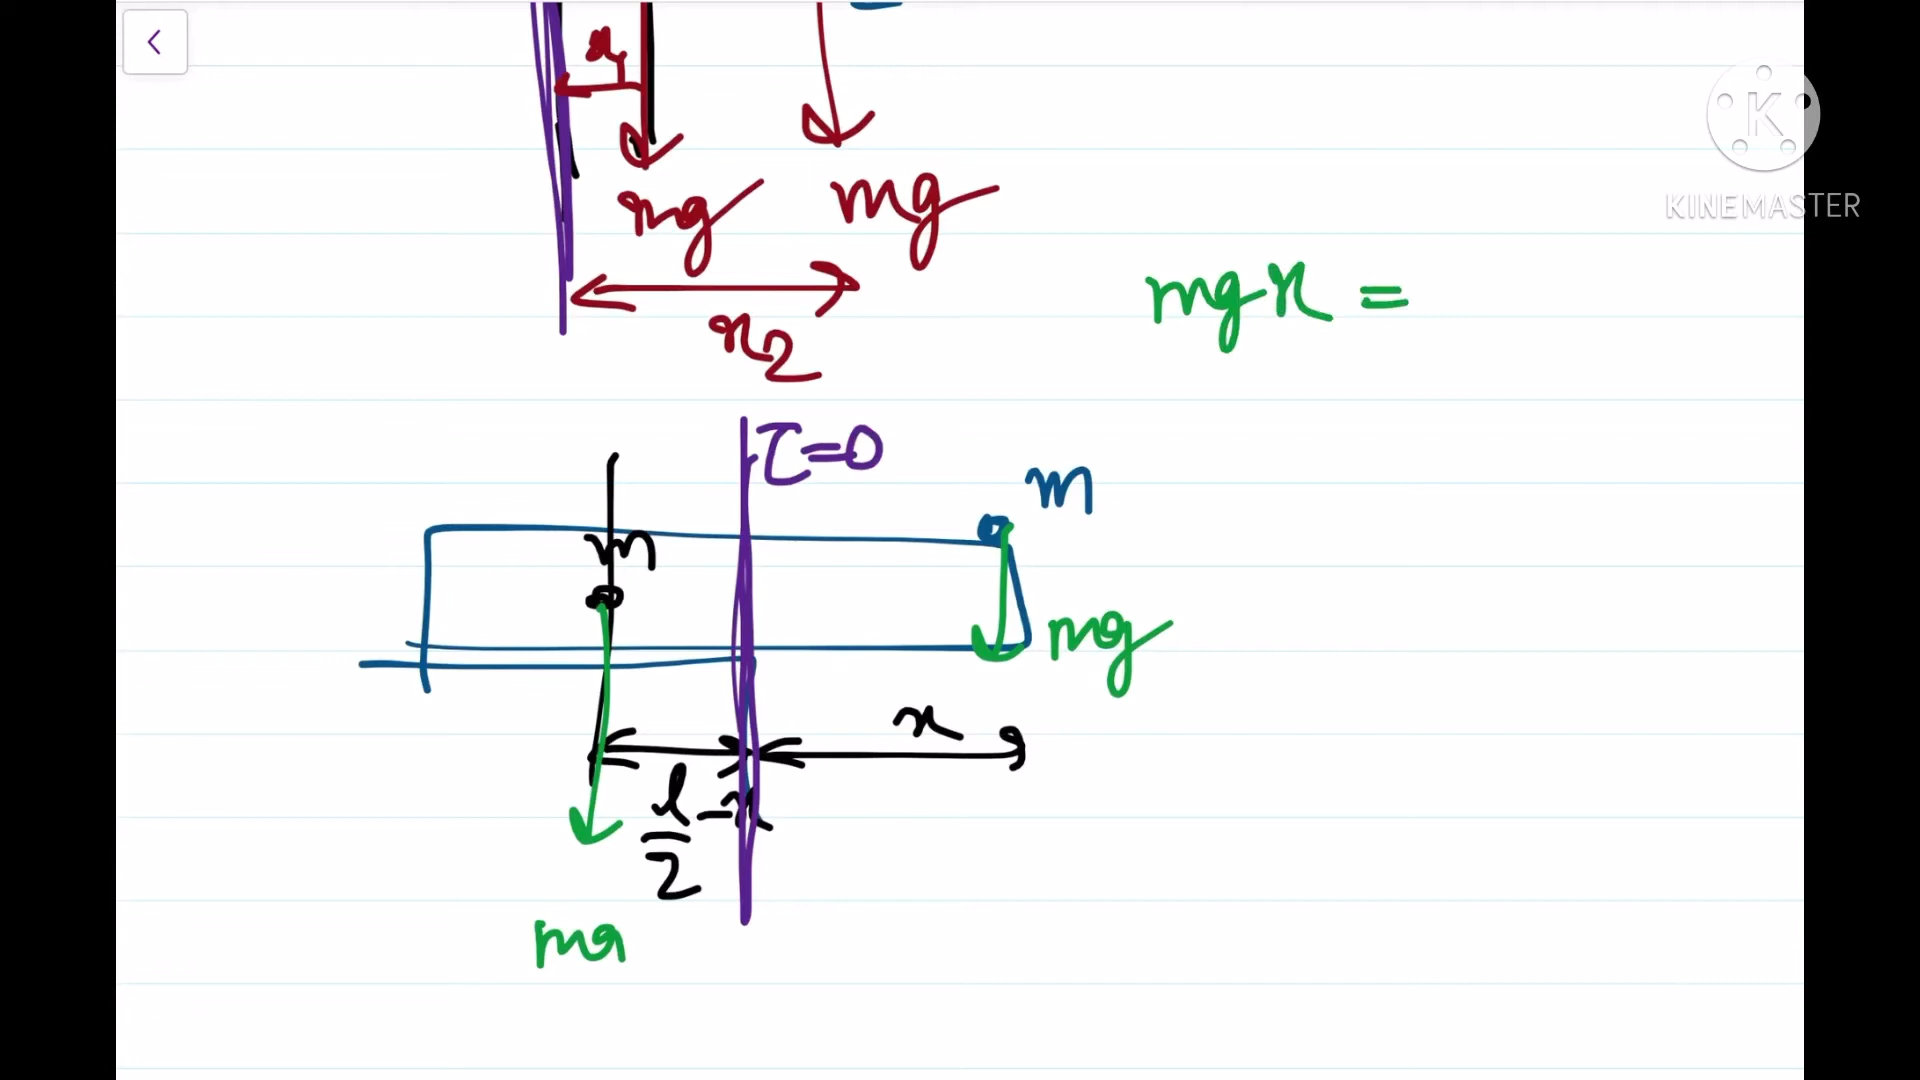 x₁
mg
mg
x₂
K
KINEMASTER
mgx =
τ=0
m
m
mg
x
l/2 - x
mg